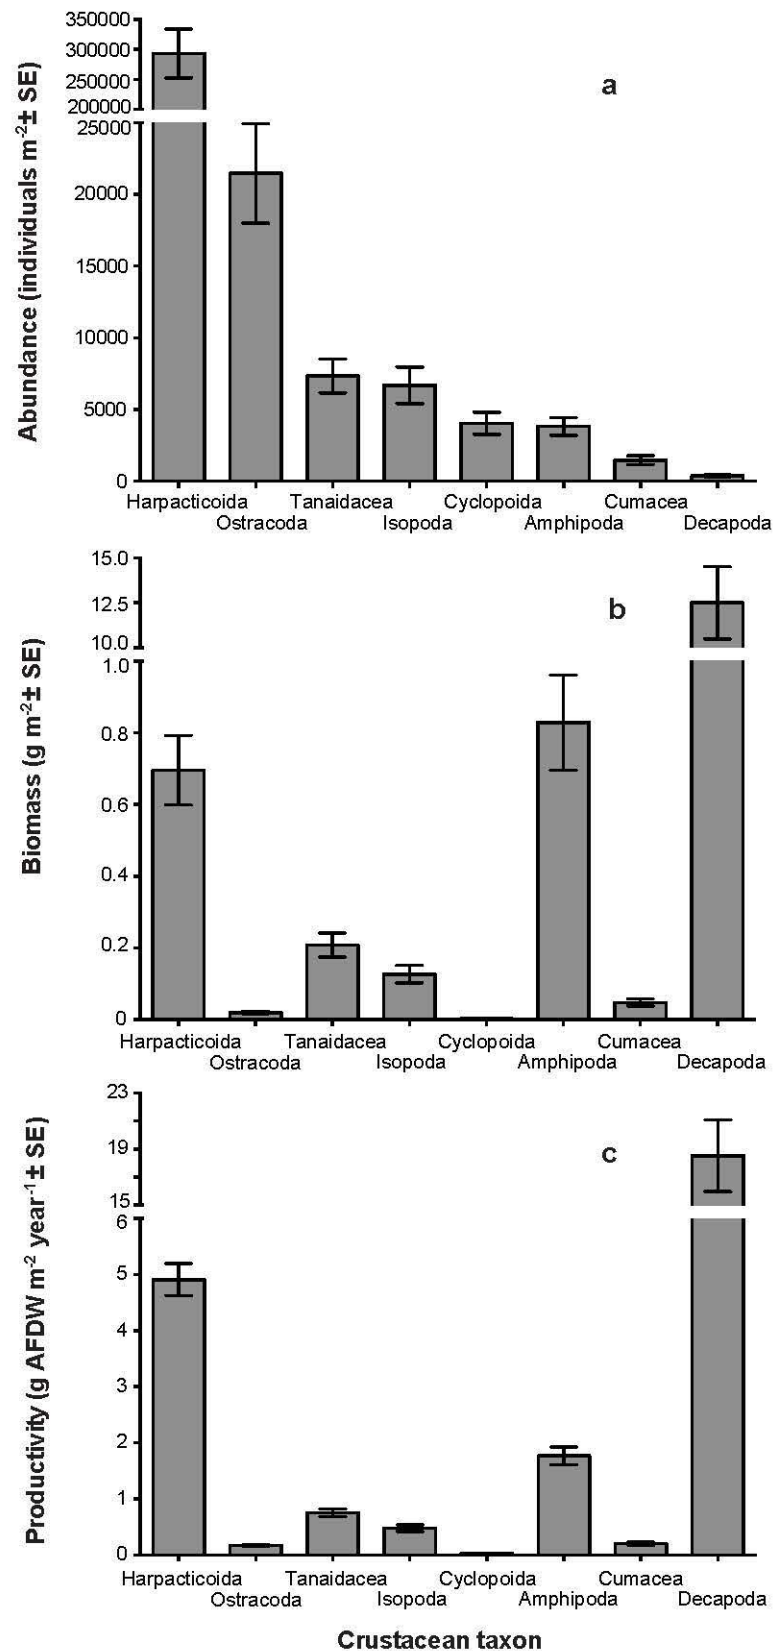 Abundance (individuals m⁻²± SE)
350000
300000
250000
200000
25000
20000
15000
10000
5000
0
a
Harpacticoida Tanaidacea Cyclopoida Cumacea
Ostracoda Isopoda Amphipoda Decapoda
Biomass (g m⁻²± SE)
15.0
12.5
10.0
1.0
0.8
0.6
0.4
0.2
0
b
Harpacticoida Tanaidacea Cyclopoida Cumacea
Ostracoda Isopoda Amphipoda Decapoda
Productivity (g AFDW m⁻² year⁻¹± SE)
23
19
15
6
5
4
3
2
1
0
c
Harpacticoida Tanaidacea Cyclopoida Cumacea
Ostracoda Isopoda Amphipoda Decapoda
Crustacean taxon